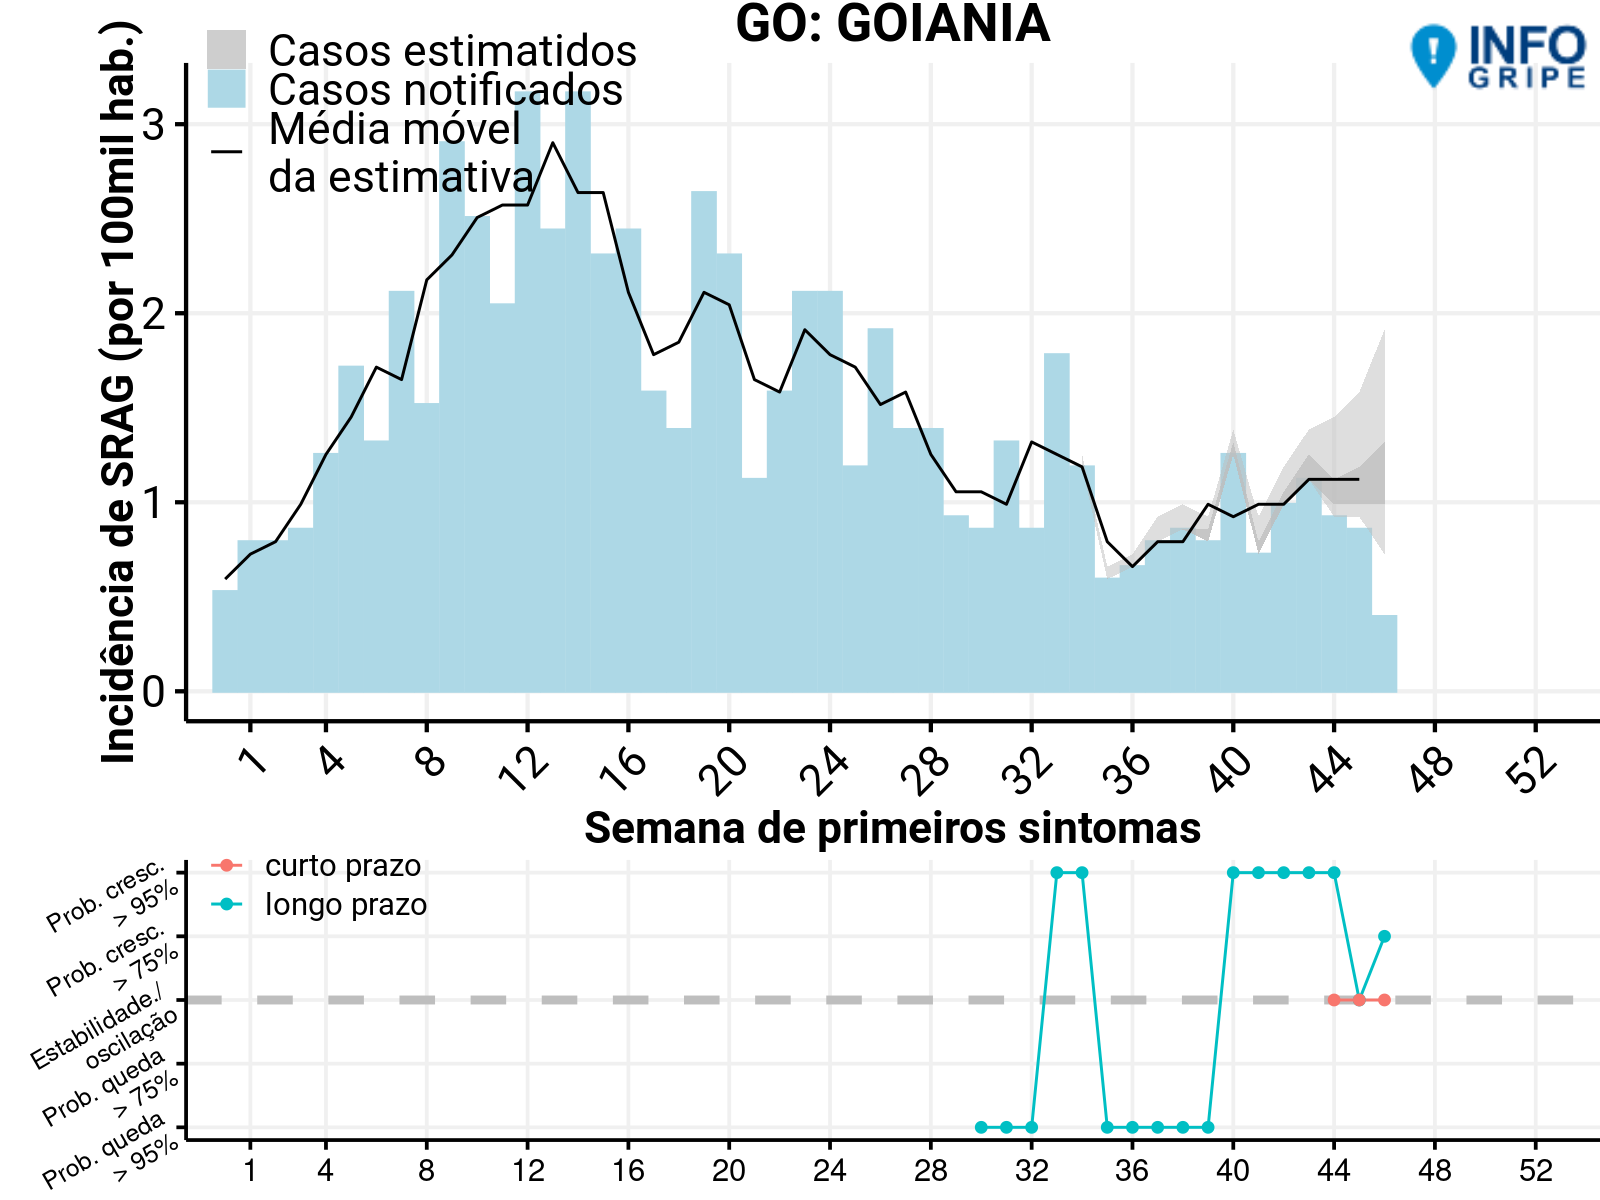 GO: GOIANIA
INFO
GRIPE
Casos estimatidos
Casos notificados
Média móvel
da estimativa
Incidência de SRAG (por 100mil hab.)
3
2
1
0
1 4 8 12 16 20 24 28 32 36 40 44 48 52
Semana de primeiros sintomas
curto prazo
longo prazo
Prob. cresc.
> 95%
Prob. cresc.
> 75%
Estabilidade./
oscilação
Prob. queda
> 75%
Prob. queda
> 95%
1 4 8 12 16 20 24 28 32 36 40 44 48 52